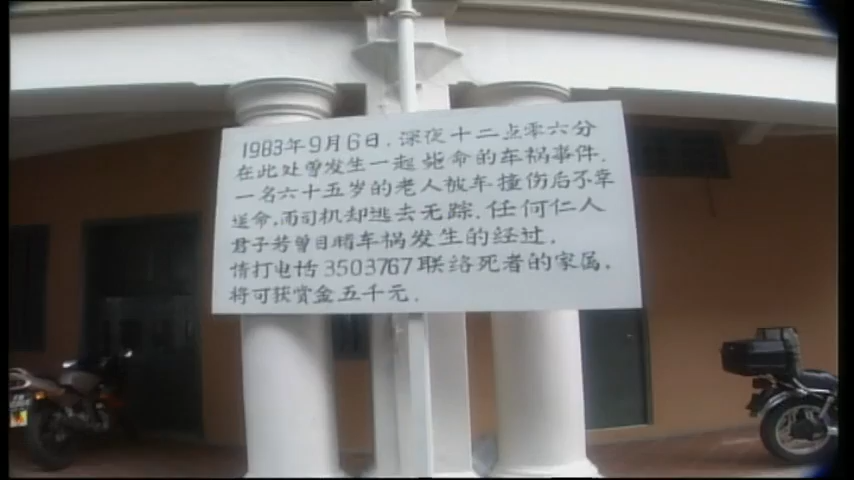 1983年9月6日.深夜十二点零六分
在此处曾发生一起毙命的车祸事件.
一名六十五岁的老人被车撞伤后不幸
送命,而司机却逃去无踪.任何仁人
君子若曾目睹车祸发生的经过.
请打电话3503767联络死者的家属.
将可获赏金五千元.